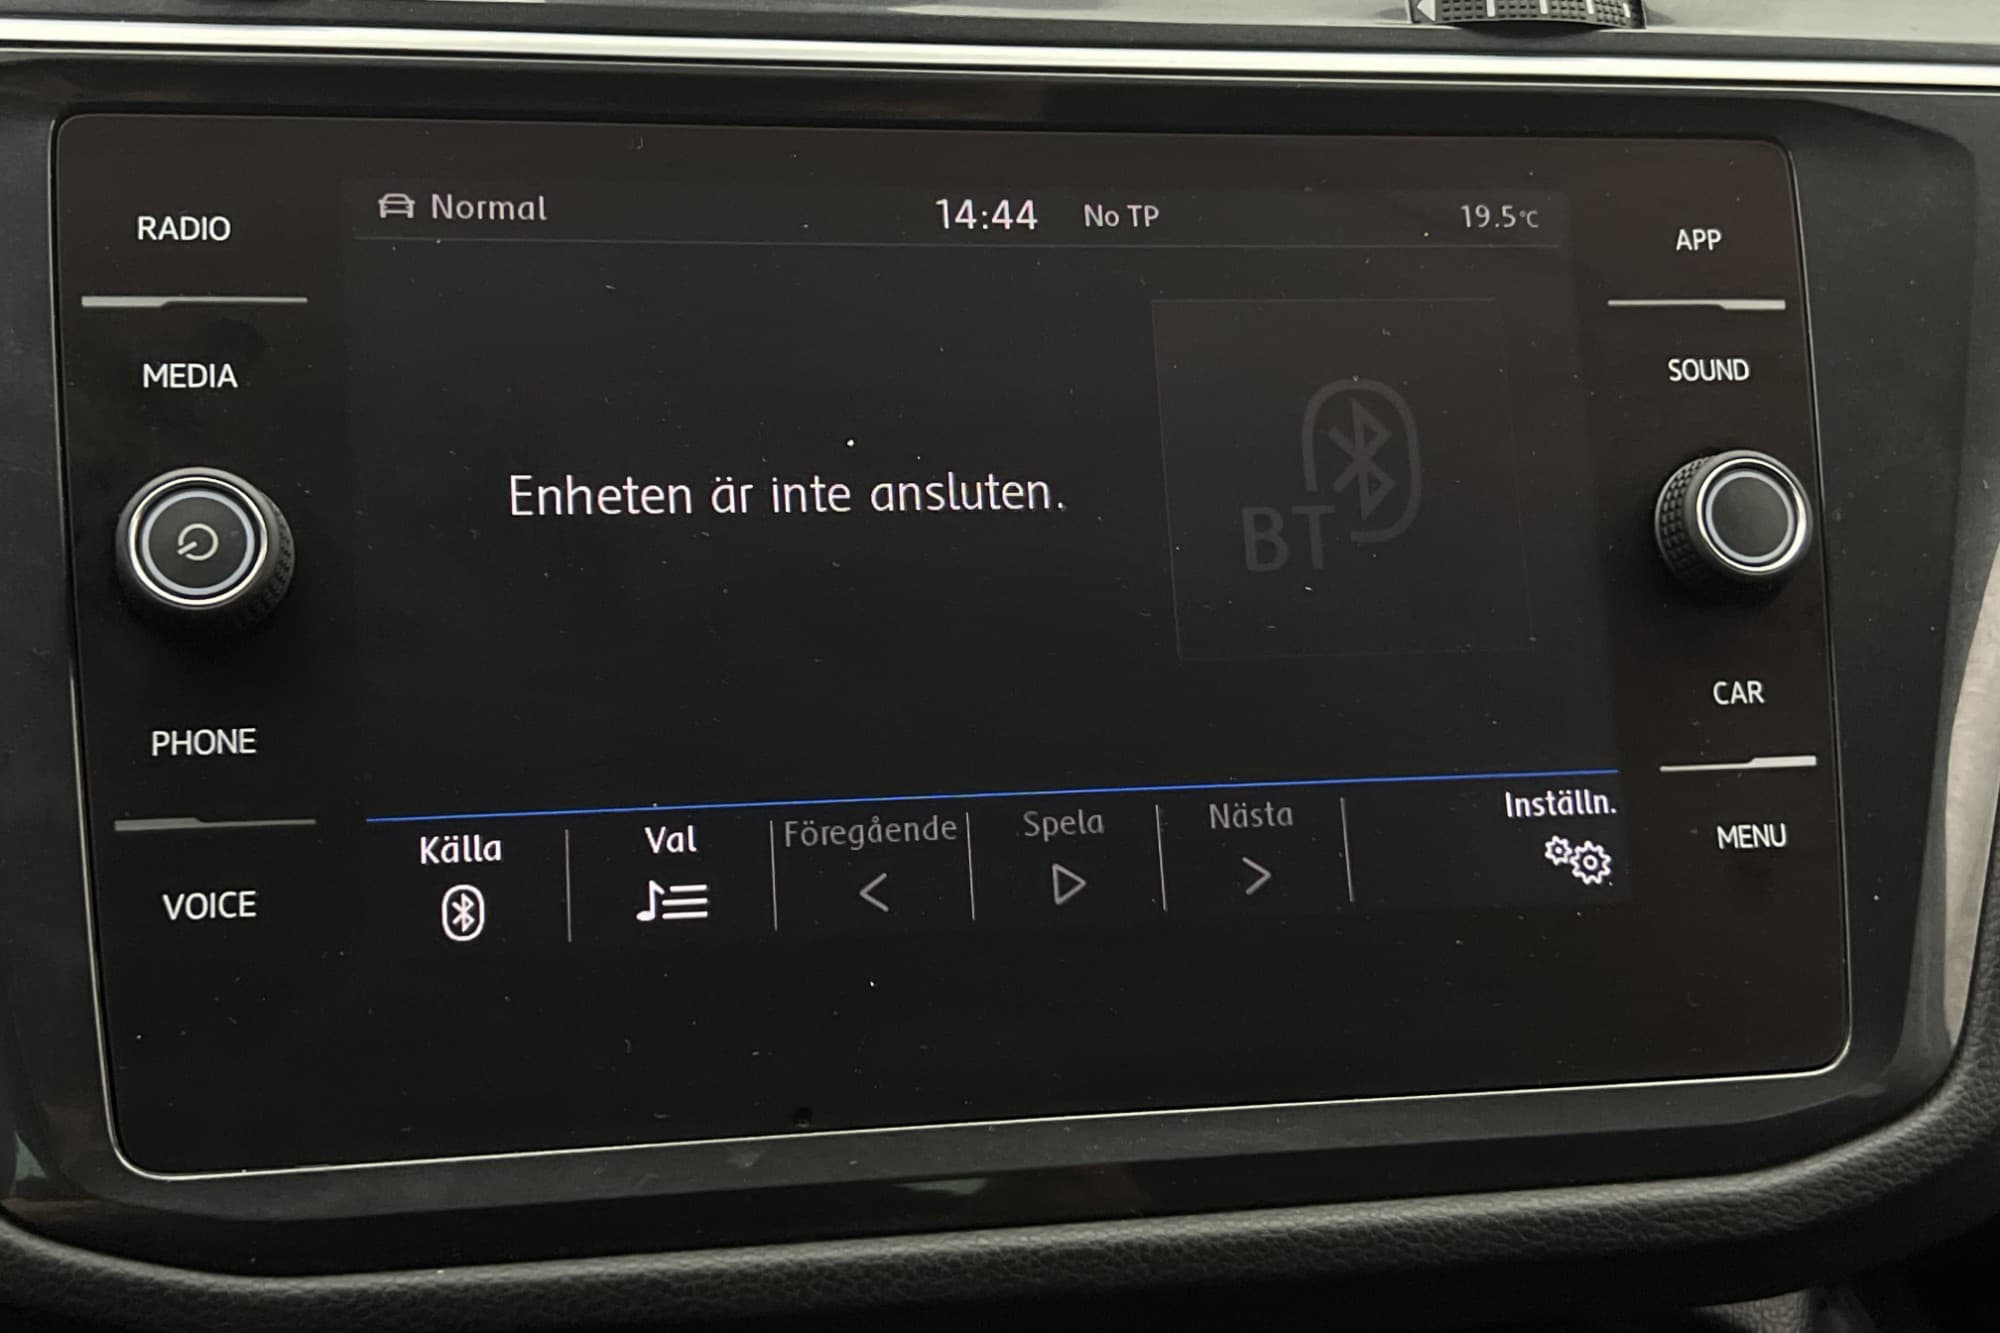 Normal 14:44 No TP 19.5°C
RADIO
MEDIA
PHONE
VOICE
Enheten är inte ansluten.
BT
Källa Val Föregående Spela Nästa Inställn.
APP
SOUND
CAR
MENU